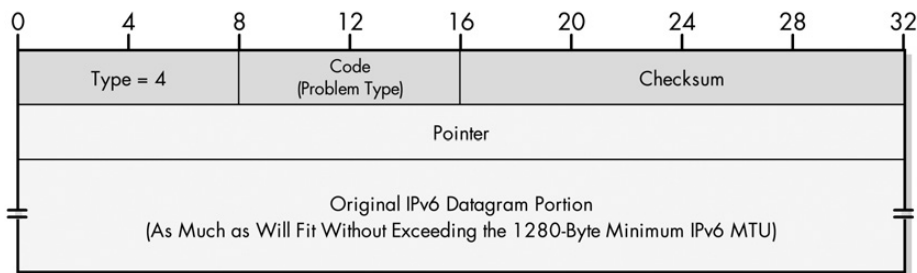 0 4 8 12 16 20 24 28 32
Type = 4
Code
(Problem Type)
Checksum
Pointer
Original IPv6 Datagram Portion
(As Much as Will Fit Without Exceeding the 1280-Byte Minimum IPv6 MTU)